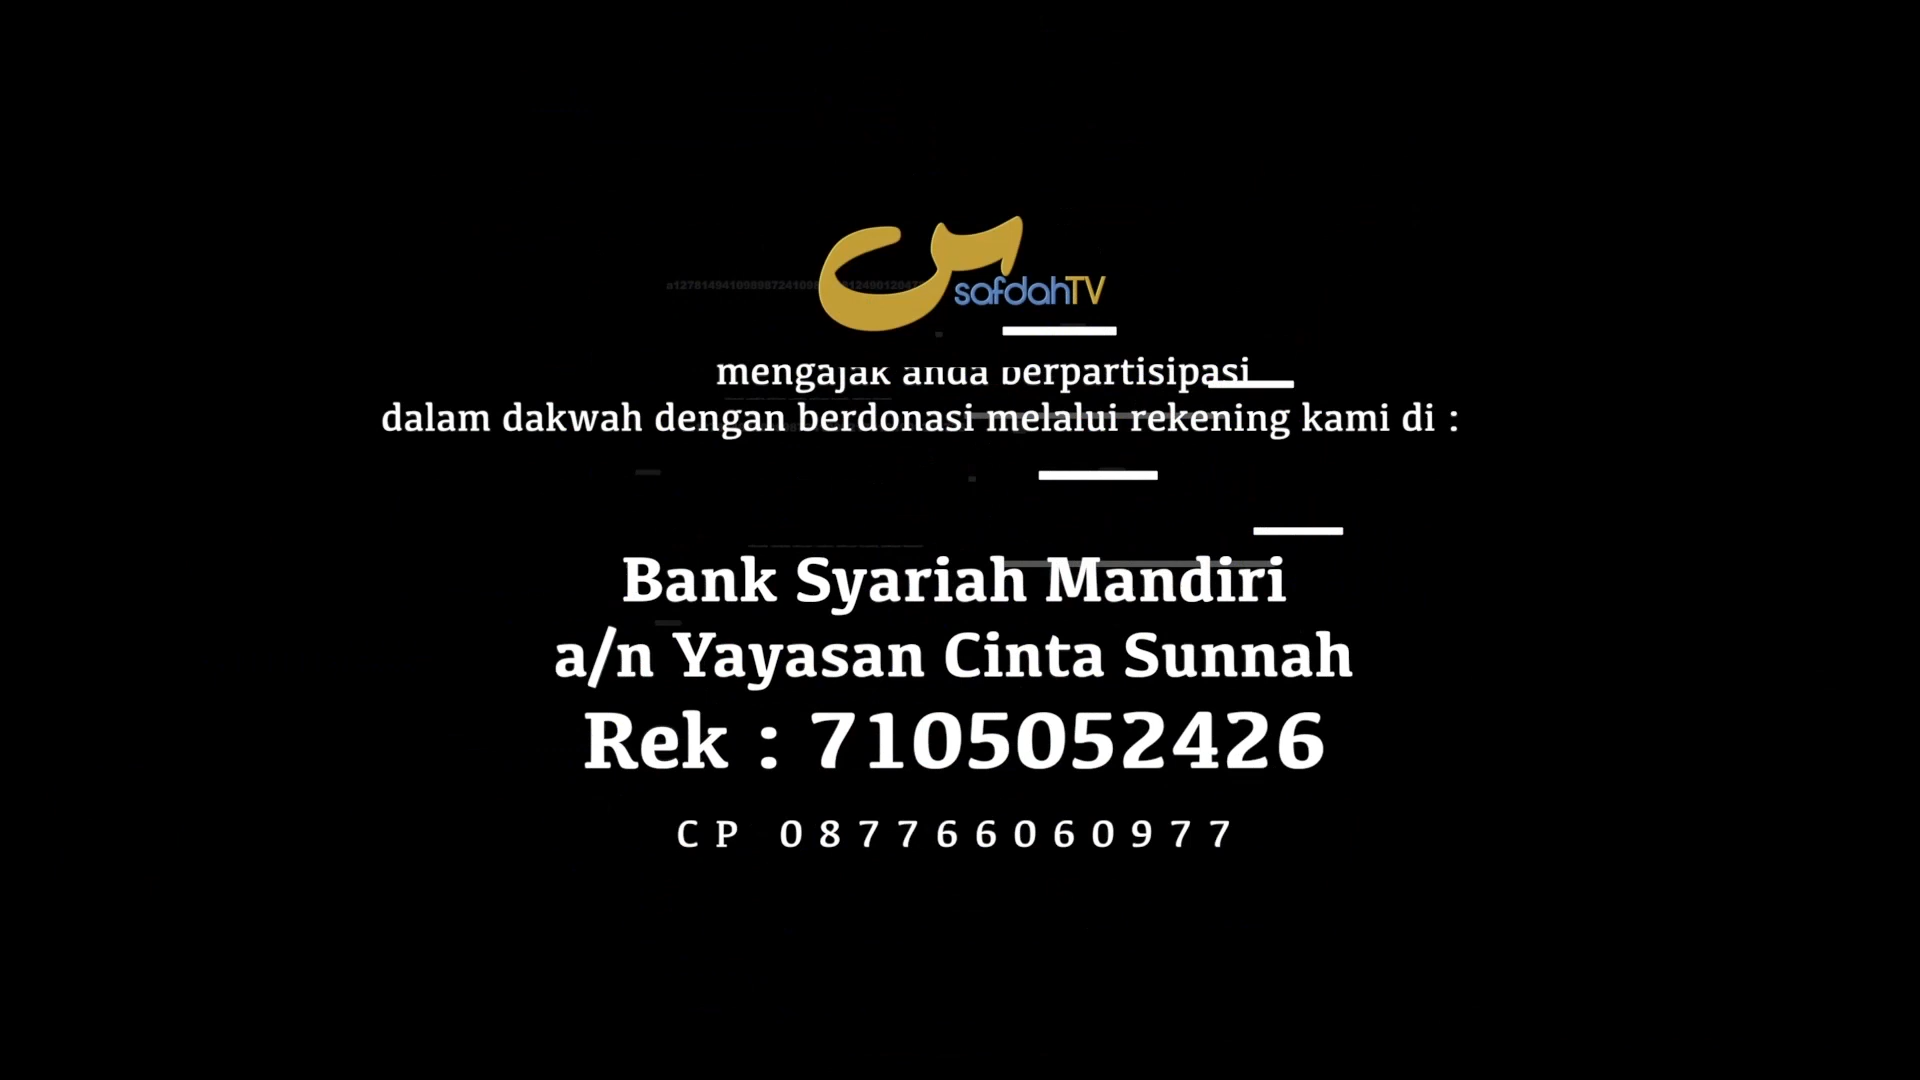 safdahTV
mengajak anda berpartisipasi
dalam dakwah dengan berdonasi melalui rekening kami di :
Bank Syariah Mandiri
a/n Yayasan Cinta Sunnah
Rek : 7105052426
CP 087766060977